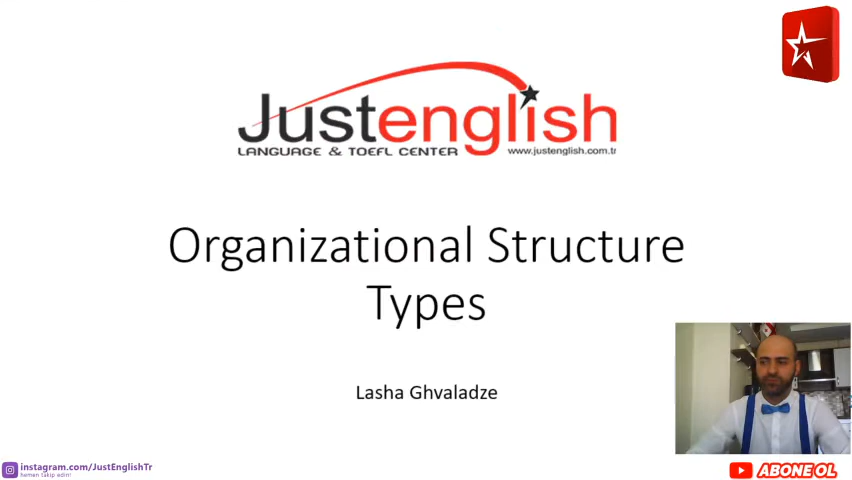 Justenglish
LANGUAGE & TOEFL CENTER
www.justenglish.com.tr
Organizational Structure
Types
Lasha Ghvaladze
instagram.com/JustEnglishTr
hemen takip edin!
ABONE OL